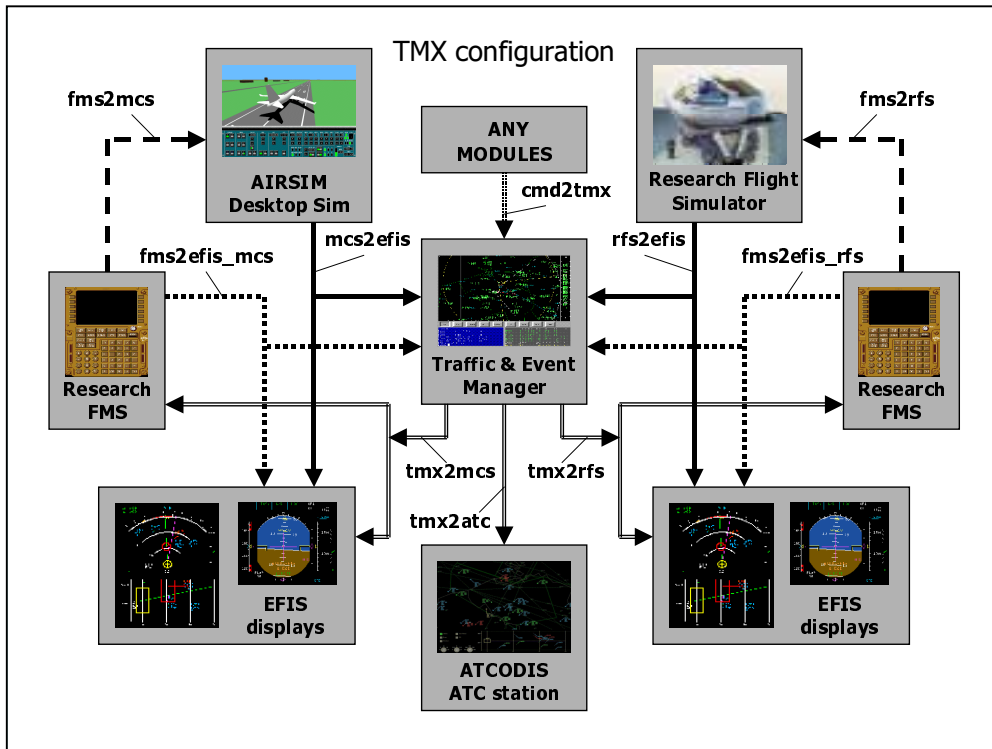 TMX configuration
fms2mcs
fms2rfs
ANY
MODULES
AIRSIM
Desktop Sim
Research Flight
Simulator
cmd2tmx
mcs2efis
rfs2efis
fms2efis_mcs
fms2efis_rfs
Traffic & Event
Manager
Research
FMS
Research
FMS
tmx2mcs
tmx2rfs
tmx2atc
EFIS
displays
EFIS
displays
ATCODIS
ATC station